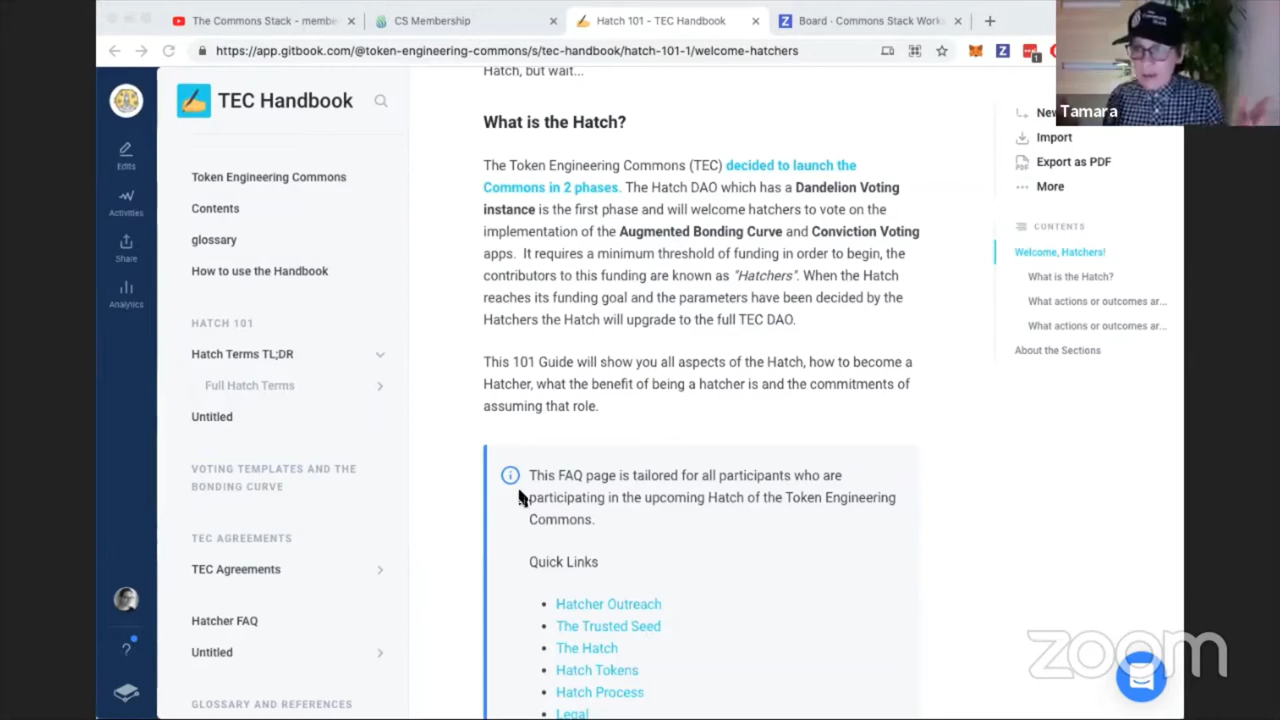 The Commons Stack - membe
CS Membership
Hatch 101 - TEC Handbook
Board · Commons Stack Work
https://app.gitbook.com/@token-engineering-commons/s/tec-handbook/hatch-101-1/welcome-hatchers
Tamara
Edits
Activities
Share
Analytics
TEC Handbook
Token Engineering Commons
Contents
glossary
How to use the Handbook
HATCH 101
Hatch Terms TL;DR
Full Hatch Terms
Untitled
VOTING TEMPLATES AND THE
BONDING CURVE
TEC AGREEMENTS
TEC Agreements
Hatcher FAQ
Untitled
GLOSSARY AND REFERENCES
Hatch, but wait...
What is the Hatch?
The Token Engineering Commons (TEC) decided to launch the
Commons in 2 phases. The Hatch DAO which has a Dandelion Voting
instance is the first phase and will welcome hatchers to vote on the
implementation of the Augmented Bonding Curve and Conviction Voting
apps. It requires a minimum threshold of funding in order to begin, the
contributors to this funding are known as "Hatchers". When the Hatch
reaches its funding goal and the parameters have been decided by the
Hatchers the Hatch will upgrade to the full TEC DAO.
This 101 Guide will show you all aspects of the Hatch, how to become a
Hatcher, what the benefit of being a hatcher is and the commitments of
assuming that role.
This FAQ page is tailored for all participants who are
participating in the upcoming Hatch of the Token Engineering
Commons.
Quick Links
• Hatcher Outreach
• The Trusted Seed
• The Hatch
• Hatch Tokens
• Hatch Process
• Legal
New
Import
Export as PDF
More
CONTENTS
Welcome, Hatchers!
What is the Hatch?
What actions or outcomes ar...
What actions or outcomes ar...
About the Sections
zoom